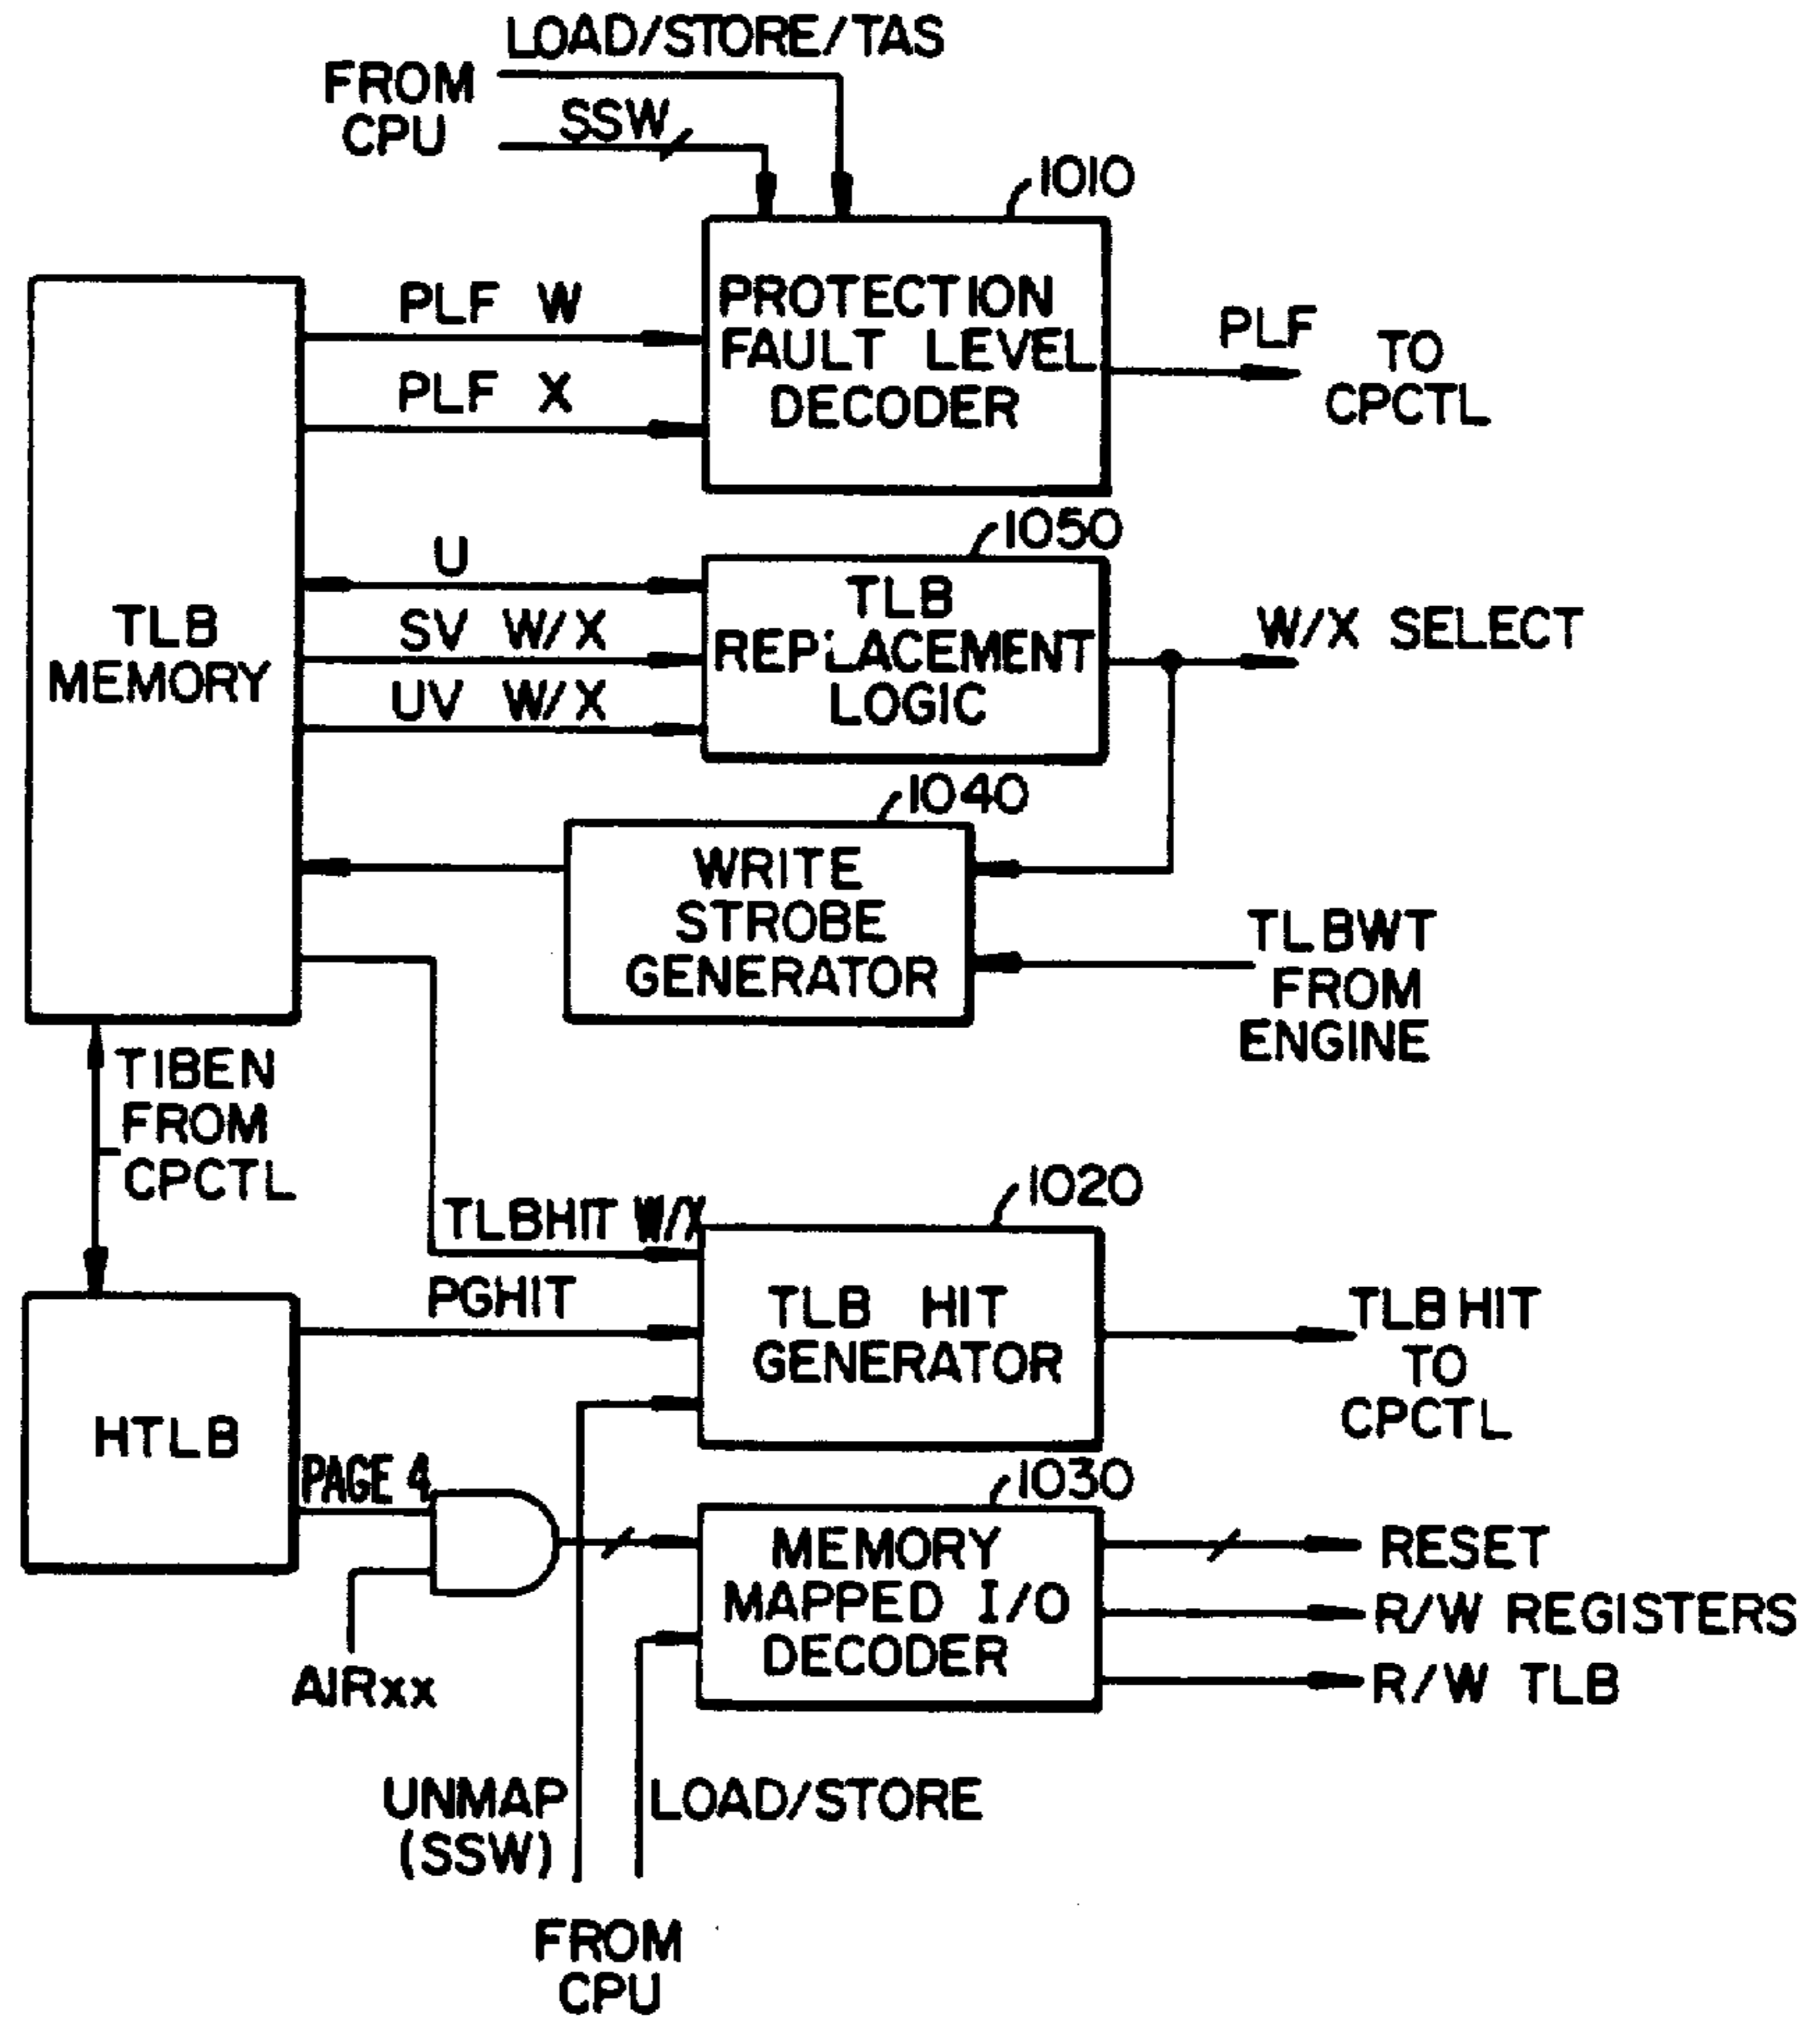 LOAD/STORE/TAS
FROM
CPU
SSW
1010
PLF W
PLF X
PROTECTION
FAULT LEVEL
DECODER
PLF
TO
CPCTL
1050
U
SV W/X
UV W/X
TLB
MEMORY
TLB
REPLACEMENT
LOGIC
W/X SELECT
1040
WRITE
STROBE
GENERATOR
TLBWT
FROM
ENGINE
TIBEN
FROM
CPCTL
1020
TLBHIT W/X
PGHIT
TLB HIT
GENERATOR
TLB HIT
TO
CPCTL
HTLB
PAGE 4
1030
MEMORY
MAPPED I/O
DECODER
RESET
R/W REGISTERS
R/W TLB
AIRxx
UNMAP
(SSW)
LOAD/STORE
FROM
CPU